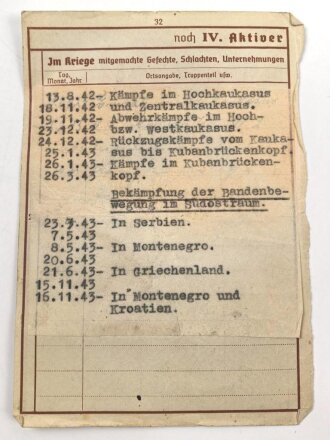 32
noch IV. Aktiver
Im Kriege mitgemachte Gefechte, Schlachten, Unternehmungen
Tag, Monat, Jahr
Ortsangabe, Truppenteil usw.
13.8.42- Kämpfe im Hochkaukasus
18.11.42 und Zentralkaukasus.
19.11.42- Abwehrkämpfe im Hoch-
23.12.42 bzw. Westkaukasus.
24.12.42- Rückzugskämpfe vom Kauka
25.1.43 sus bis Kubanbrückenkopf.
26.1.43- Kämpfe im Kubanbrücken-
26.3.43 kopf.
Bekämpfung der Bandenbe-
wegung im Südostraum.
23.3.43- In Serbien.
7.5.43
8.5.43- In Montenegro.
20.6.43
21.6.43- In Griechenland.
15.11.43
16.11.43- In Montenegro und
Kroatien.